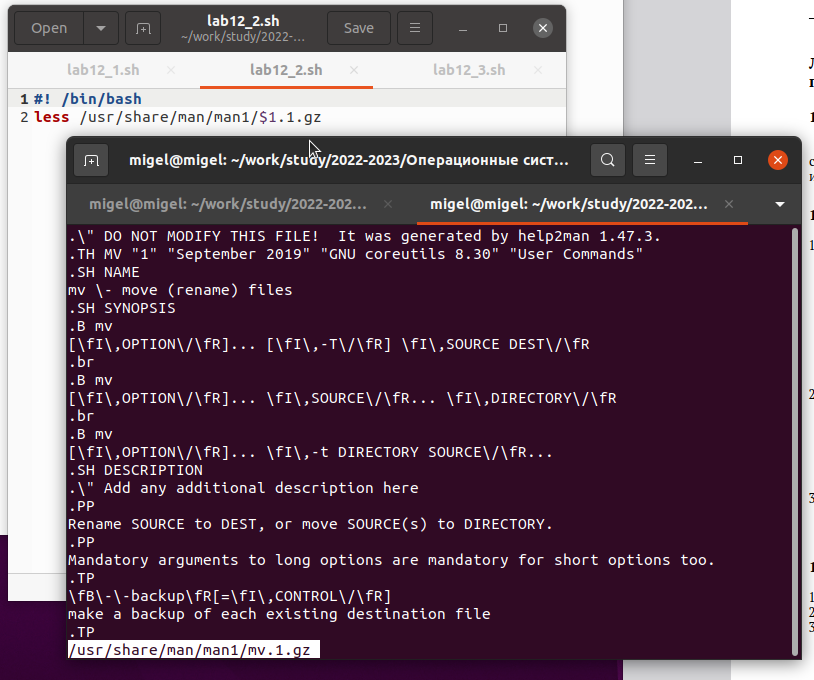 Open
lab12_2.sh
~/work/study/2022-...
Save
lab12_1.sh
lab12_2.sh
lab12_3.sh
1 #! /bin/bash
2 less /usr/share/man/man1/$1.1.gz
migel@migel: ~/work/study/2022-2023/Операционные сист...
migel@migel: ~/work/study/2022-202...
migel@migel: ~/work/study/2022-202...
.\" DO NOT MODIFY THIS FILE!  It was generated by help2man 1.47.3.
.TH MV "1" "September 2019" "GNU coreutils 8.30" "User Commands"
.SH NAME
mv \- move (rename) files
.SH SYNOPSIS
.B mv
[\fI\,OPTION\/\fR]... [\fI\,-T\/\fR] \fI\,SOURCE DEST\/\fR
.br
.B mv
[\fI\,OPTION\/\fR]... \fI\,SOURCE\/\fR... \fI\,DIRECTORY\/\fR
.br
.B mv
[\fI\,OPTION\/\fR]... \fI\,-t DIRECTORY SOURCE\/\fR...
.SH DESCRIPTION
.\" Add any additional description here
.PP
Rename SOURCE to DEST, or move SOURCE(s) to DIRECTORY.
.PP
Mandatory arguments to long options are mandatory for short options too.
.TP
\fB\-\-backup\fR[=\fI\,CONTROL\/\fR]
make a backup of each existing destination file
.TP
/usr/share/man/man1/mv.1.gz